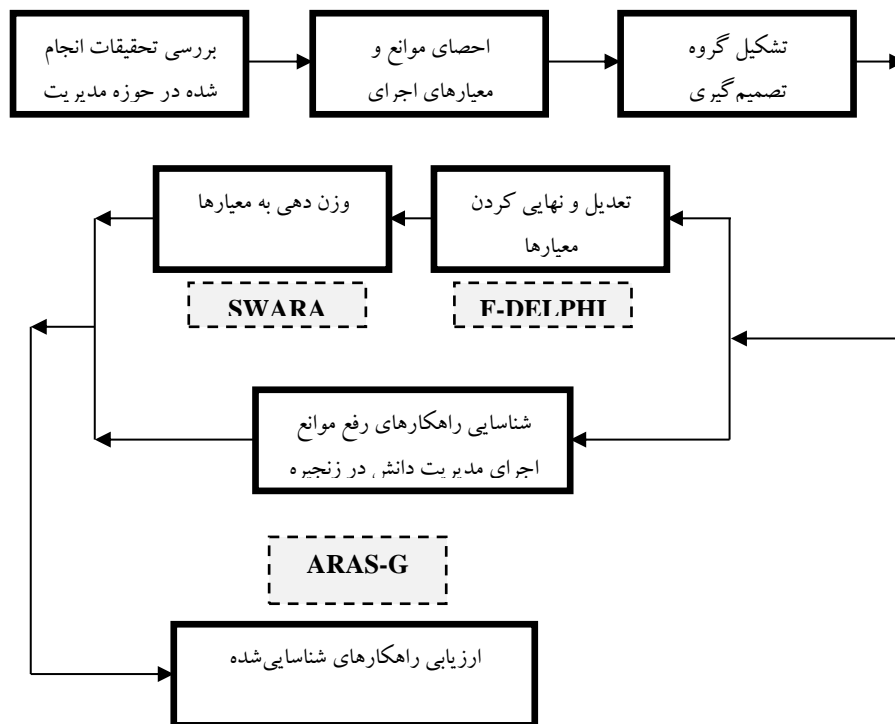 بررسی تحقیقات انجام
شده در حوزه مدیریت
احصای موانع و
معیارهای اجرای
تشکیل گروه
تصمیم‌گیری
تعدیل و نهایی کردن
معیارها
وزن دهی به معیارها
F-DELPHI
SWARA
شناسایی راهکارهای رفع موانع
اجرای مدیریت دانش در زنجیره
ARAS-G
ارزیابی راهکارهای شناسایی‌شده